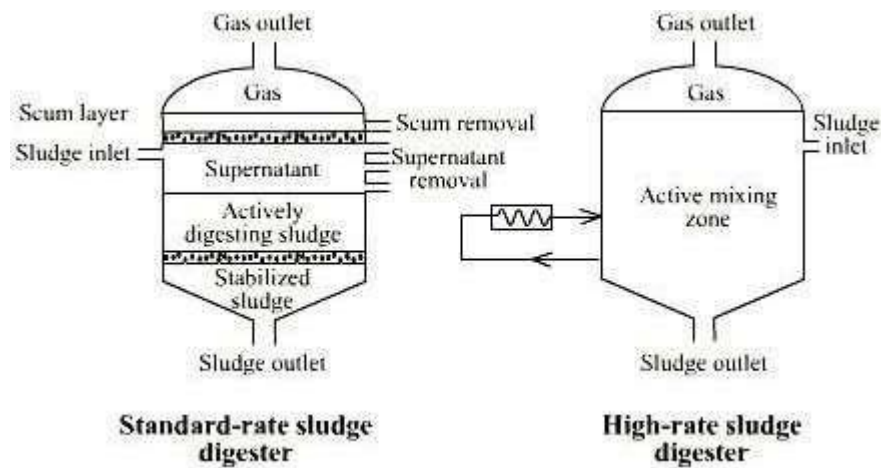 Gas outlet
Gas
Scum layer
Scum removal
Sludge inlet
Supernatant
Supernatant
removal
Actively
digesting sludge
Stabilized
sludge
Sludge outlet
Standard-rate sludge
digester
Gas outlet
Gas
Sludge
inlet
Active mixing
zone
Sludge outlet
High-rate sludge
digester